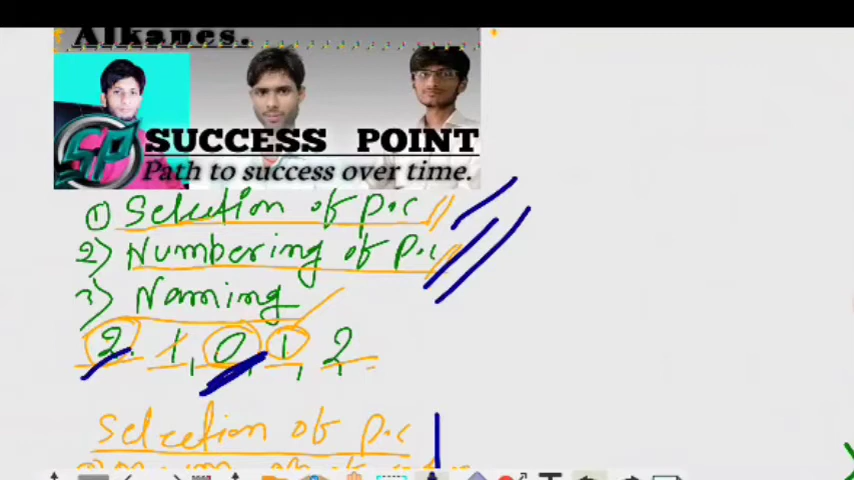 Alkanes.
SP SUCCESS POINT
Path to success over time.
① Selection of p.c
2) Numbering of p.c
3) Naming
2. 1, 0, 1, 2
Selection of p.c